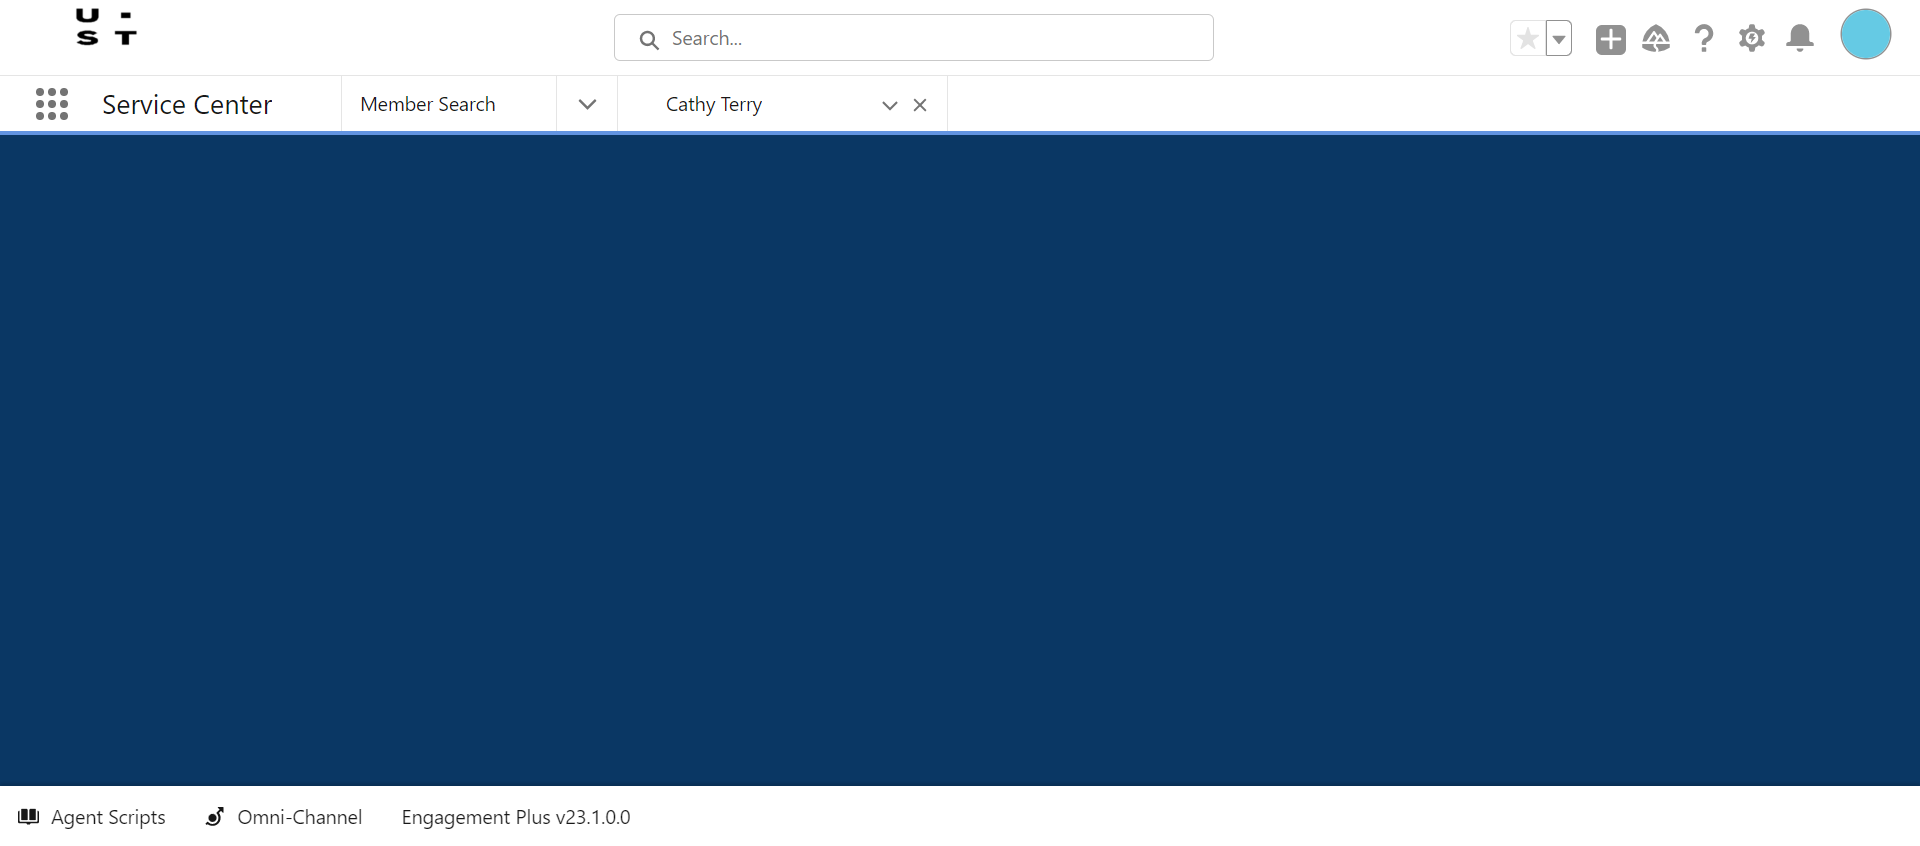 U -
S T
Search...
Service Center
Member Search
Cathy Terry
Agent Scripts
Omni-Channel
Engagement Plus v23.1.0.0